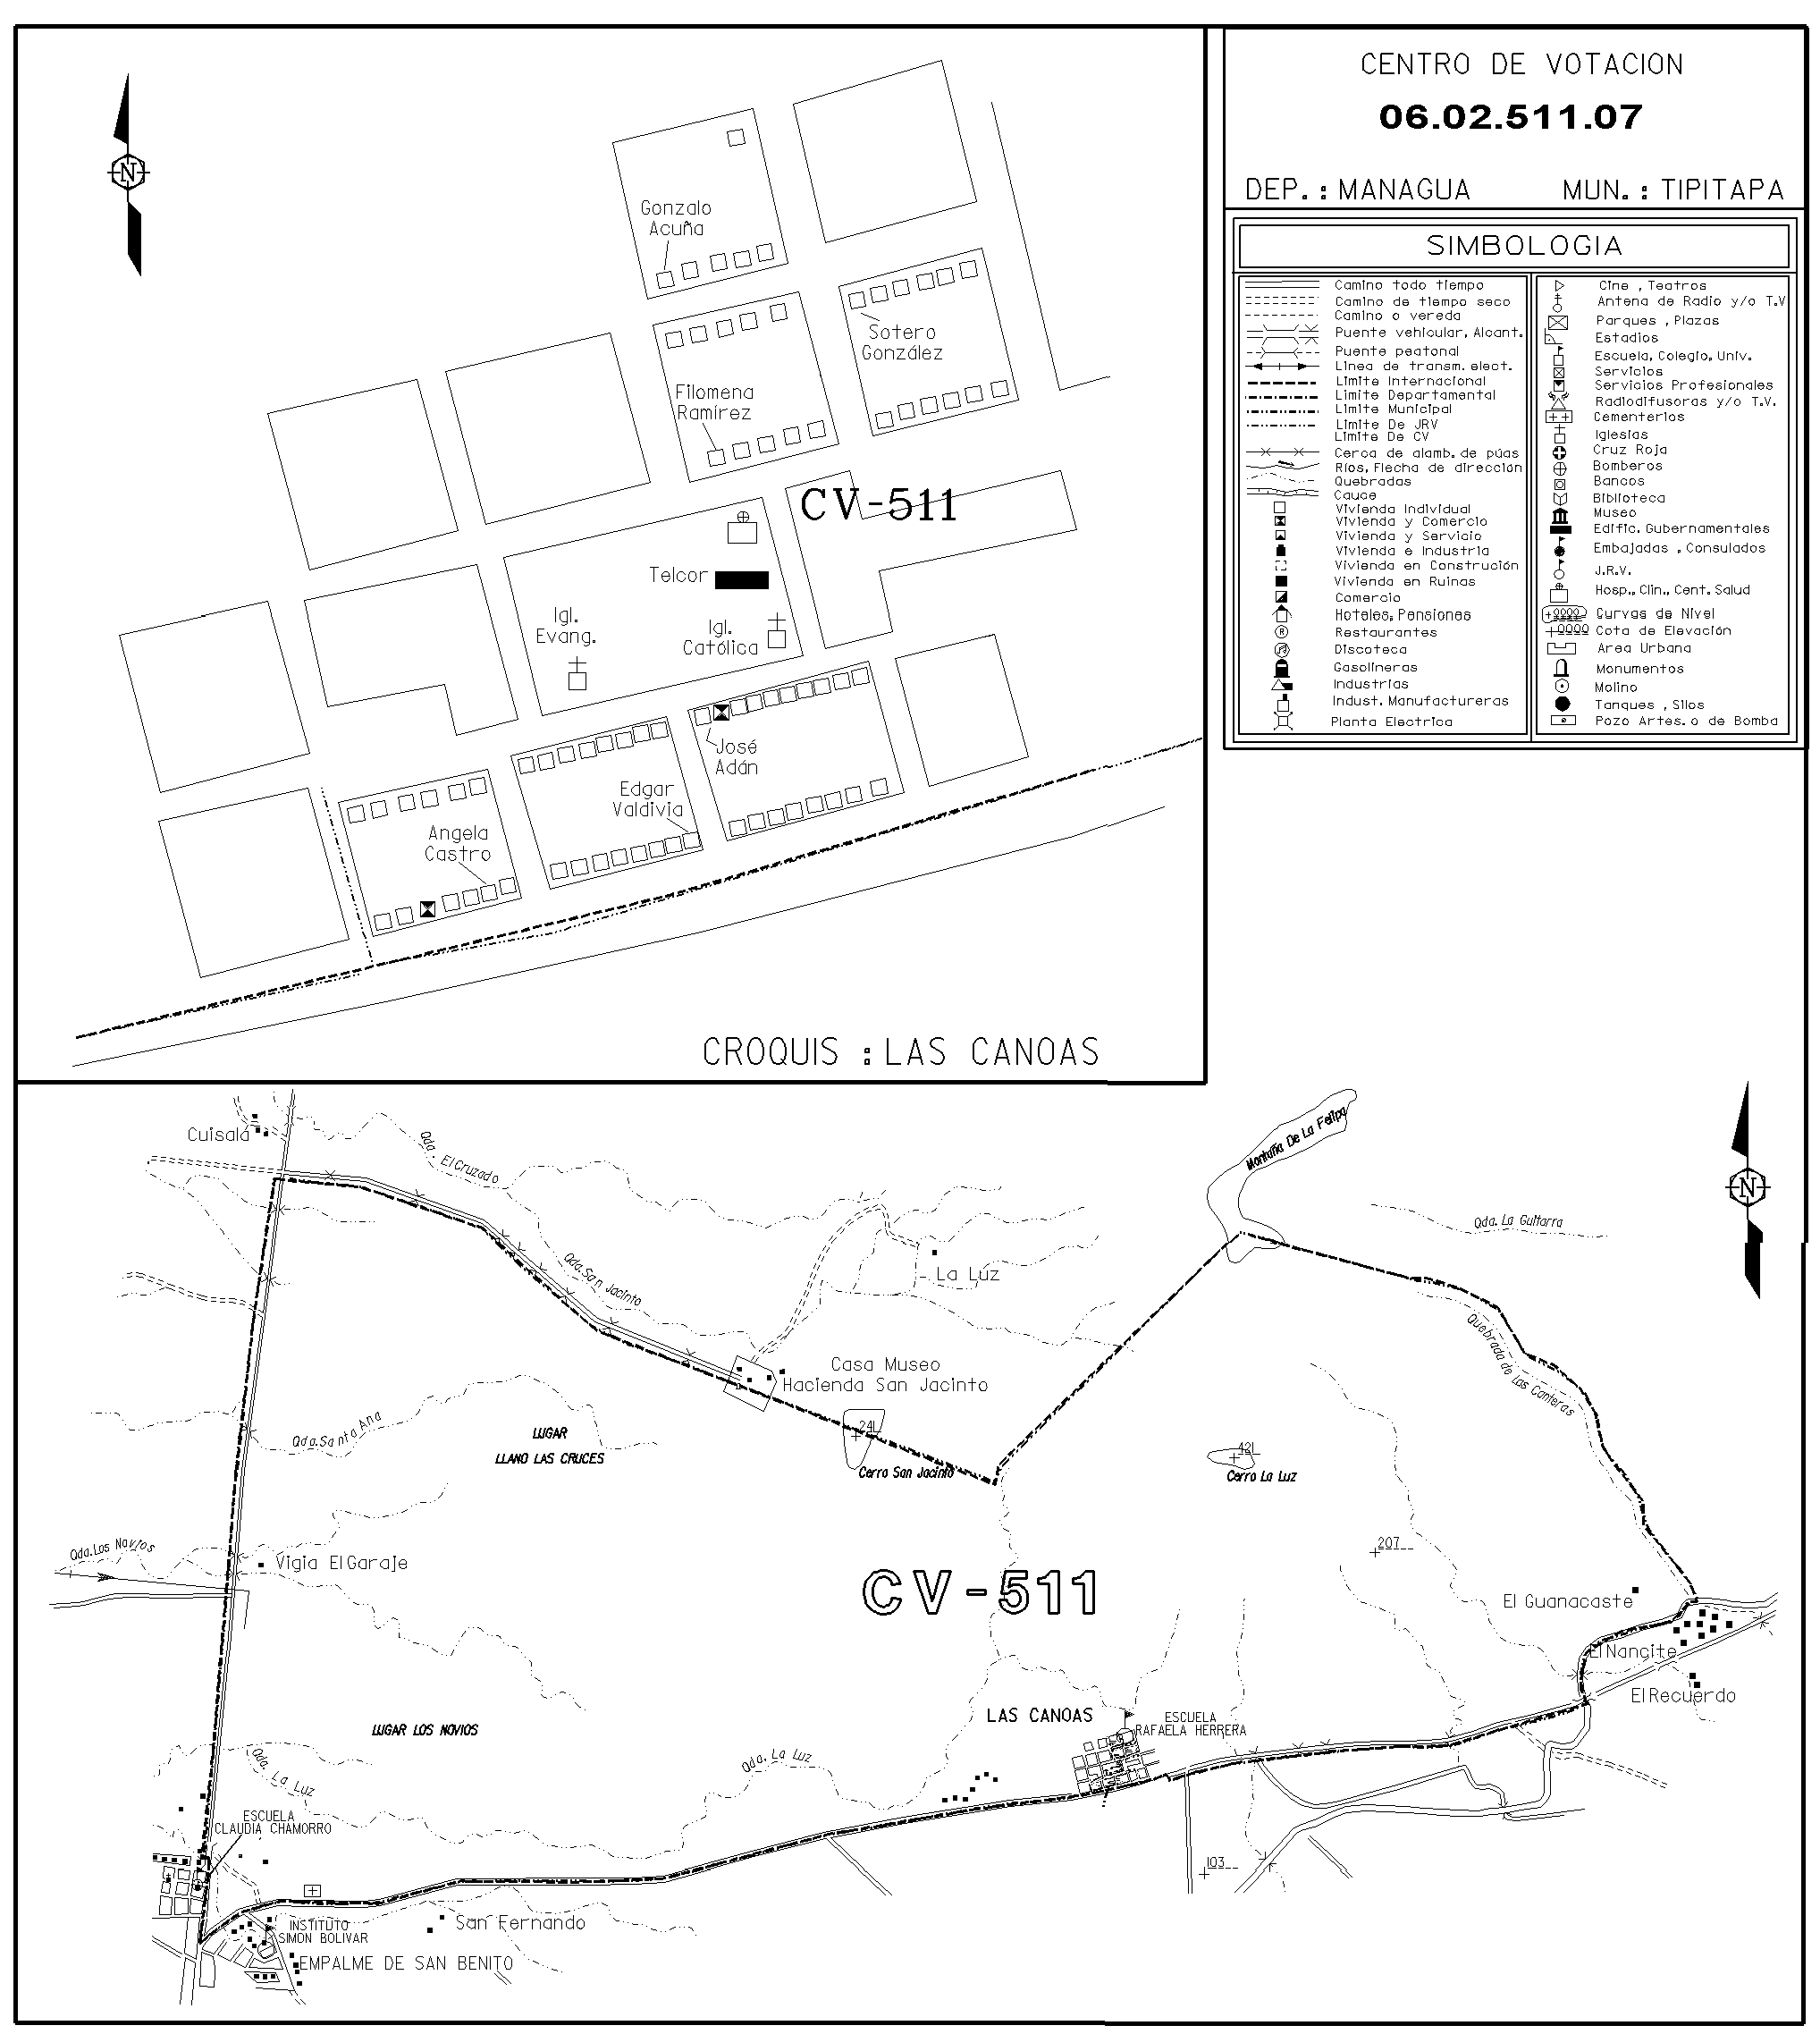 N
Gonzalo
Acuña
Sotero
González
Filomena
Ramírez
CV-511
Telcor
Igl.
Evang.
Igl.
Católica
José
Adán
Edgar
Valdivia
Angela
Castro
CROQUIS : LAS CANOAS
CENTRO DE VOTACION
06.02.511.07
DEP. : MANAGUA MUN. : TIPITAPA
SIMBOLOGIA
Camino todo tiempo
Camino de tiempo seco
Camino o vereda
Puente vehicular, Alcant.
Puente peatonal
Linea de transm. elect.
Limite Internacional
Limite Departamental
Limite Municipal
Limite De JRV
Limite De CV
Cerca de alamb. de púas
Ríos, Flecha de dirección
Quebradas
Cauce
Vivienda Individual
Vivienda y Comercio
Vivienda y Servicio
Vivienda e Industria
Vivienda en Construción
Vivienda en Ruinas
Comercio
Hoteles, Pensiones
R Restaurantes
Discoteca
Gasolineras
Industrias
Indust. Manufactureras
Planta Electrica
Cine , Teatros
Antena de Radio y/o T.V
Parques , Plazas
Estadios
Escuela, Colegio, Univ.
Servicios
Servicios Profesionales
Radiodifusoras y/o T.V.
Cementerios
Iglesias
Cruz Roja
Bomberos
Bancos
Biblioteca
Museo
Edific. Gubernamentales
Embajadas , Consulados
J.R.V.
Hosp., Clin., Cent. Salud
Curvas de Nivel
Cota de Elevación
Area Urbana
Monumentos
Molino
Tanques , Silos
Pozo Artes. o de Bomba
N
Cuisala
Qda. El Cruzado
Montaña De La Felipa
Qda. La Guitarra
Qda. San Jacinto
La Luz
Quebrada de Las Canteras
Casa Museo
Hacienda San Jacinto
241
Cerro San Jacinto
421
Cerro La Luz
Qda. Santa Ana
LUGAR
LLANO LAS CRUCES
207
Qda. Los Novios
Vigia El Garaje
CV-511
El Guanacaste
El Nancite
El Recuerdo
LUGAR LOS NOVIOS
LAS CANOAS
ESCUELA
RAFAELA HERRERA
Qda. La Luz
Qda. La Luz
ESCUELA
CLAUDIA CHAMORRO
103
INSTITUTO
SIMON BOLIVAR
San Fernando
EMPALME DE SAN BENITO